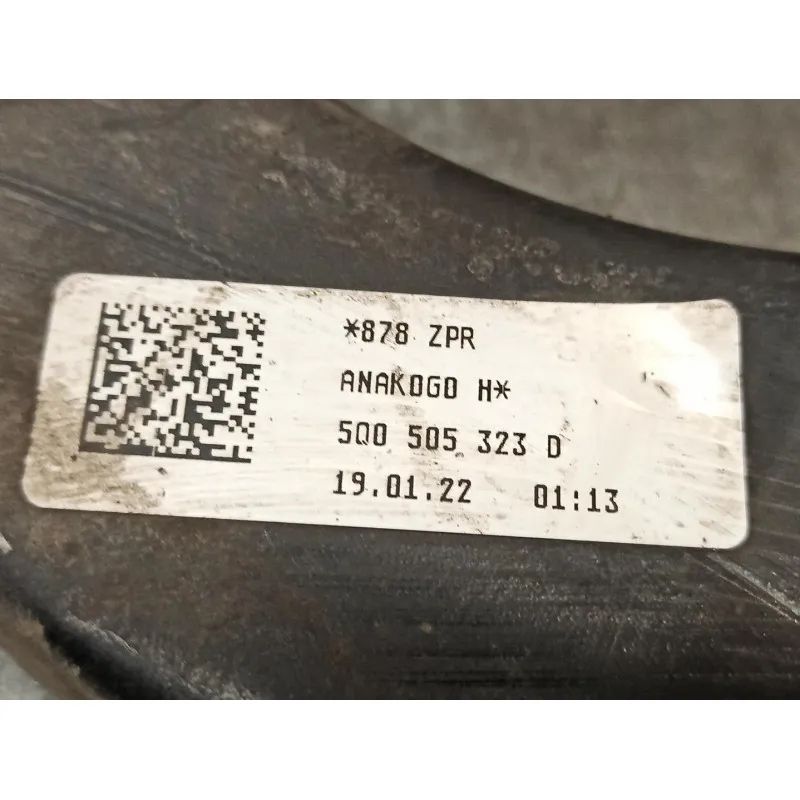 *878 ZPR
ANAKOGO H*
5Q0 505 323 D
19.01.22 01:13